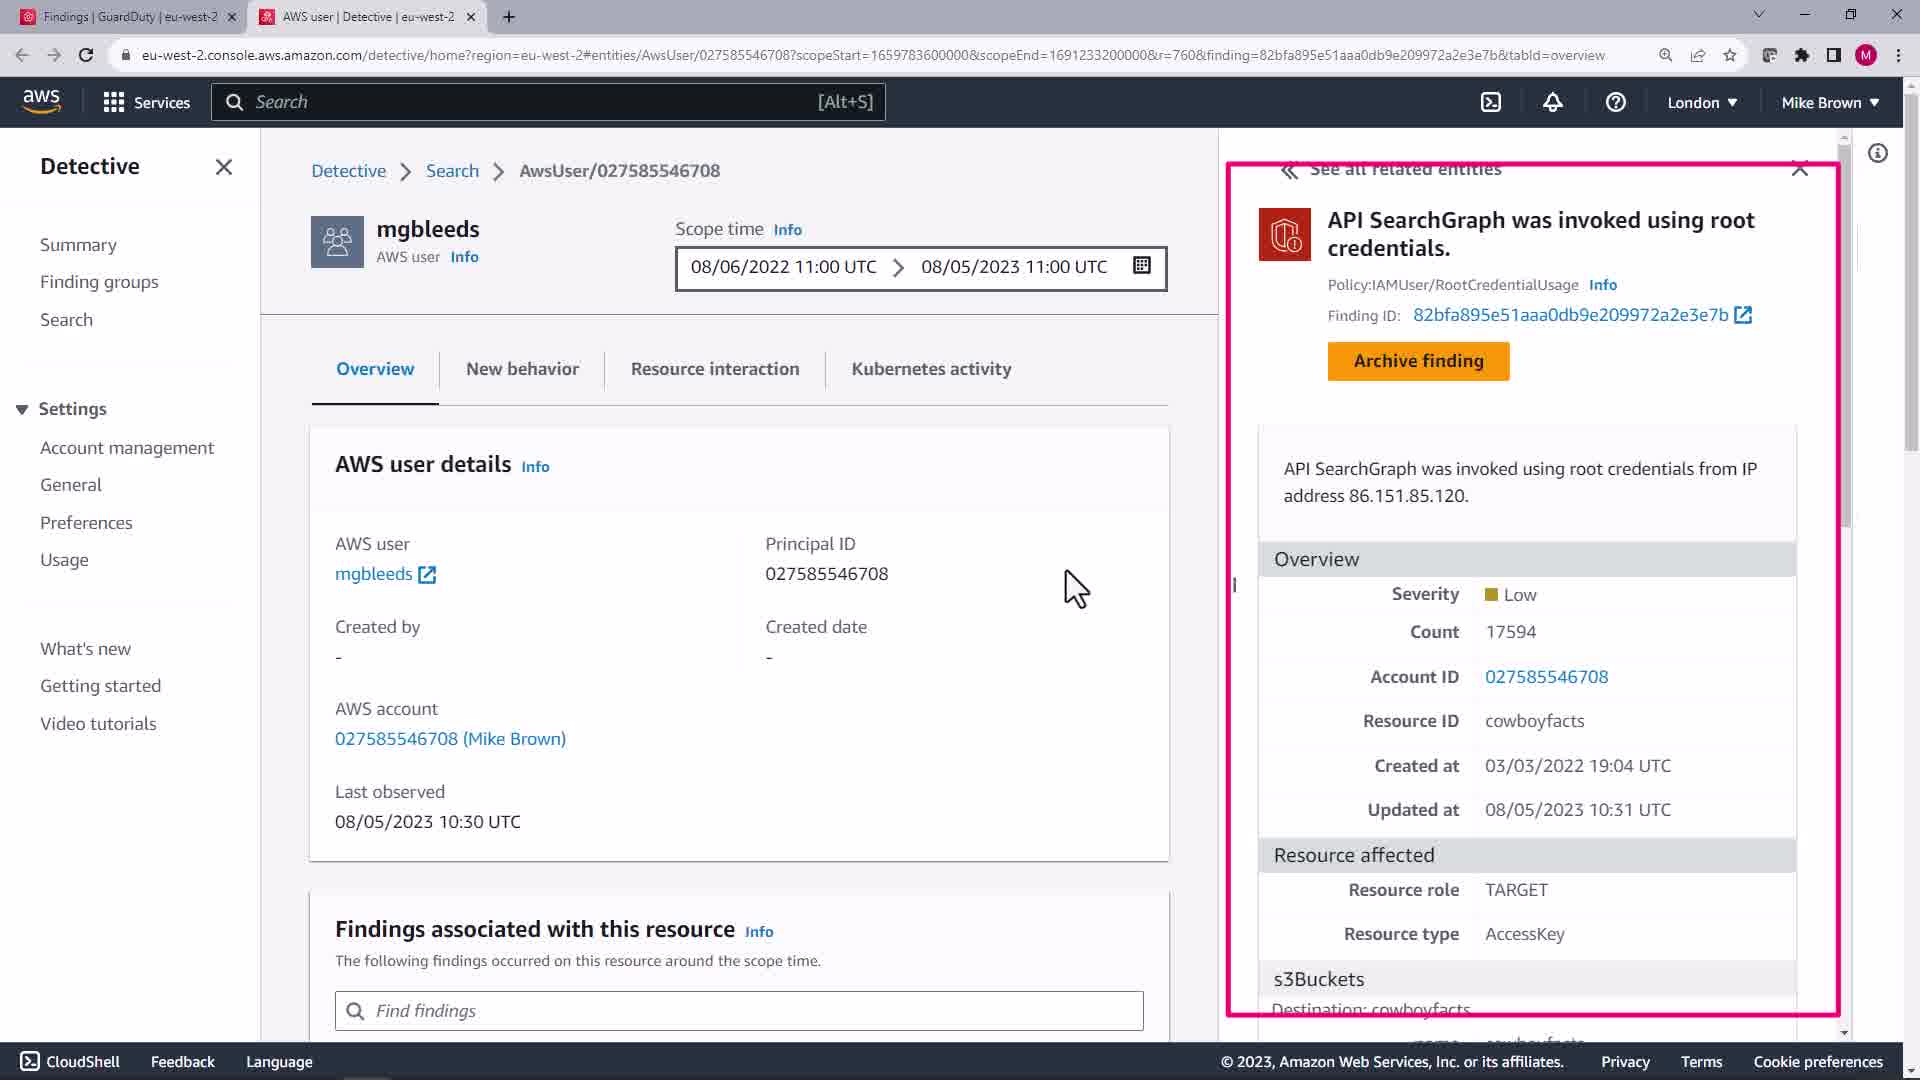 Findings | GuardDuty | eu-west-2
AWS user | Detective | eu-west-2
eu-west-2.console.aws.amazon.com/detective/home?region=eu-west-2#entities/AwsUser/027585546708?scopeStart=1659783600000&scopeEnd=1691233200000&r=760&finding=82bfa895e51aaa0db9e209972a2e3e7b&tabId=overview
M
aws
Services
Search
[Alt+S]
London
Mike Brown
Detective
Summary
Finding groups
Search
Settings
Account management
General
Preferences
Usage
What's new
Getting started
Video tutorials
Detective > Search > AwsUser/027585546708
mgbleeds
AWS user Info
Scope time Info
08/06/2022 11:00 UTC > 08/05/2023 11:00 UTC
Overview
New behavior
Resource interaction
Kubernetes activity
AWS user details Info
AWS user
mgbleeds
Principal ID
027585546708
Created by
-
Created date
-
AWS account
027585546708 (Mike Brown)
Last observed
08/05/2023 10:30 UTC
Findings associated with this resource Info
The following findings occurred on this resource around the scope time.
Find findings
See all related entities
API SearchGraph was invoked using root
credentials.
Policy:IAMUser/RootCredentialUsage Info
Finding ID: 82bfa895e51aaa0db9e209972a2e3e7b
Archive finding
API SearchGraph was invoked using root credentials from IP
address 86.151.85.120.
Overview
Severity Low
Count 17594
Account ID 027585546708
Resource ID cowboyfacts
Created at 03/03/2022 19:04 UTC
Updated at 08/05/2023 10:31 UTC
Resource affected
Resource role TARGET
Resource type AccessKey
s3Buckets
Destination: cowboyfacts
CloudShell
Feedback
Language
© 2023, Amazon Web Services, Inc. or its affiliates.
Privacy
Terms
Cookie preferences